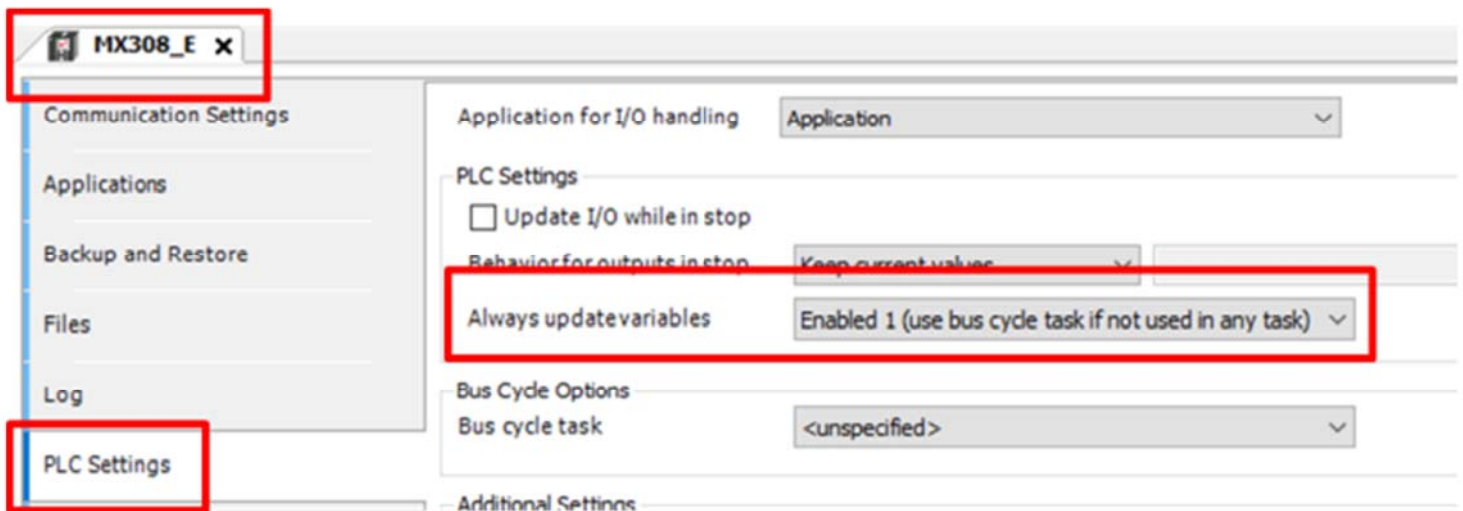 MX308_E
Communication Settings
Applications
Backup and Restore
Files
Log
PLC Settings
Application for I/O handling Application
PLC Settings
Update I/O while in stop
Behavior for outputs in stop Keep current values
Always update variables Enabled 1 (use bus cycle task if not used in any task)
Bus Cycle Options
Bus cycle task <unspecified>
Additional Settings